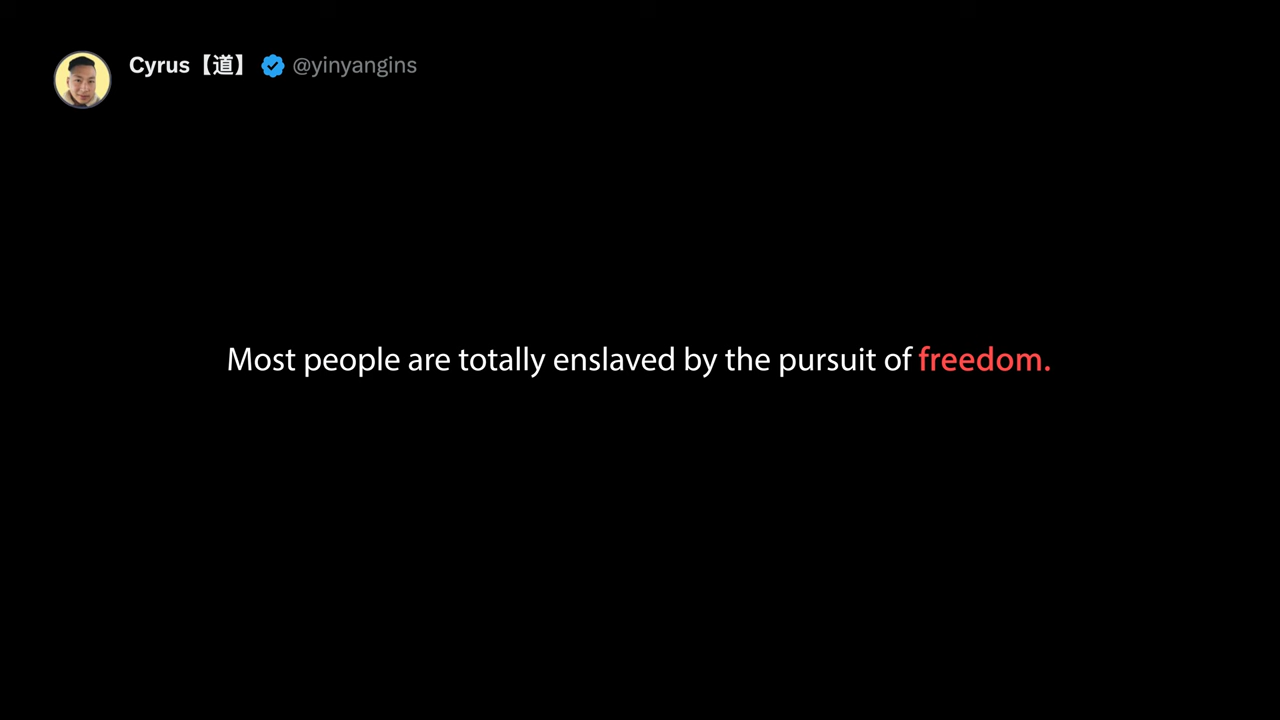 Cyrus【道】 @yinyangins
Most people are totally enslaved by the pursuit of freedom.